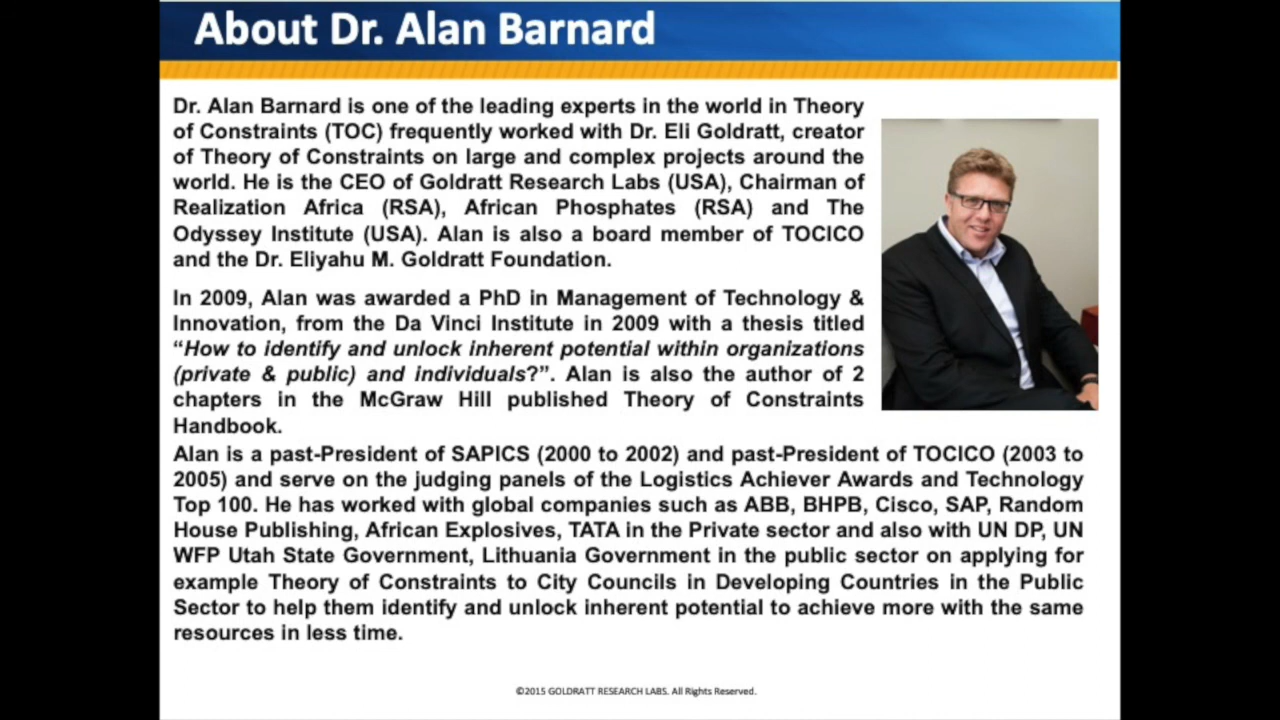 About Dr. Alan Barnard
Dr. Alan Barnard is one of the leading experts in the world in Theory
of Constraints (TOC) frequently worked with Dr. Eli Goldratt, creator
of Theory of Constraints on large and complex projects around the
world. He is the CEO of Goldratt Research Labs (USA), Chairman of
Realization Africa (RSA), African Phosphates (RSA) and The
Odyssey Institute (USA). Alan is also a board member of TOCICO
and the Dr. Eliyahu M. Goldratt Foundation.
In 2009, Alan was awarded a PhD in Management of Technology &
Innovation, from the Da Vinci Institute in 2009 with a thesis titled
“How to identify and unlock inherent potential within organizations
(private & public) and individuals?”. Alan is also the author of 2
chapters in the McGraw Hill published Theory of Constraints
Handbook.
Alan is a past-President of SAPICS (2000 to 2002) and past-President of TOCICO (2003 to
2005) and serve on the judging panels of the Logistics Achiever Awards and Technology
Top 100. He has worked with global companies such as ABB, BHPB, Cisco, SAP, Random
House Publishing, African Explosives, TATA in the Private sector and also with UN DP, UN
WFP Utah State Government, Lithuania Government in the public sector on applying for
example Theory of Constraints to City Councils in Developing Countries in the Public
Sector to help them identify and unlock inherent potential to achieve more with the same
resources in less time.
©2015 GOLDRATT RESEARCH LABS. All Rights Reserved.